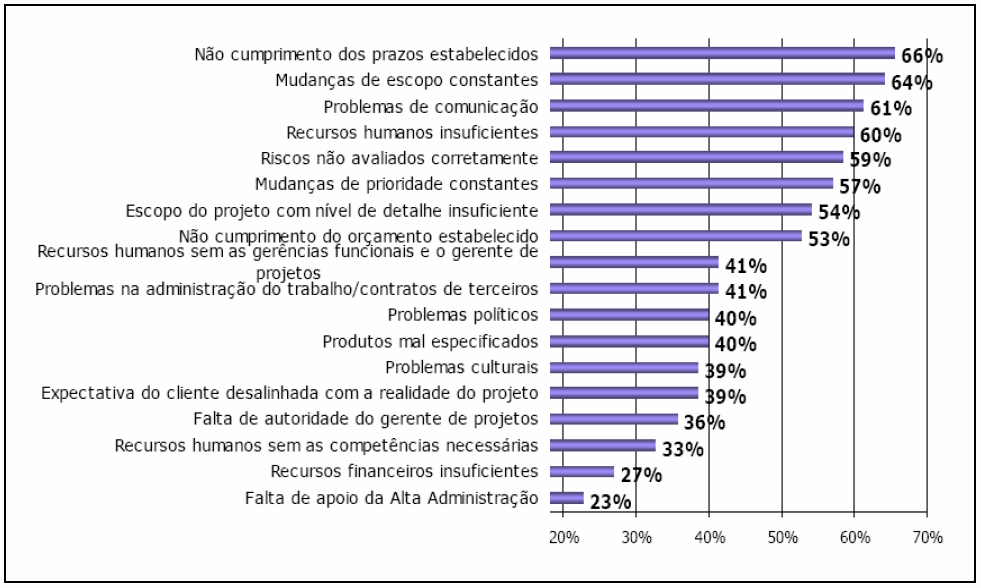 Não cumprimento dos prazos estabelecidos 66%
Mudanças de escopo constantes 64%
Problemas de comunicação 61%
Recursos humanos insuficientes 60%
Riscos não avaliados corretamente 59%
Mudanças de prioridade constantes 57%
Escopo do projeto com nível de detalhe insuficiente 54%
Não cumprimento do orçamento estabelecido 53%
Recursos humanos sem as gerências funcionais e o gerente de
projetos 41%
Problemas na administração do trabalho/contratos de terceiros 41%
Problemas políticos 40%
Produtos mal especificados 40%
Problemas culturais 39%
Expectativa do cliente desalinhada com a realidade do projeto 39%
Falta de autoridade do gerente de projetos 36%
Recursos humanos sem as competências necessárias 33%
Recursos financeiros insuficientes 27%
Falta de apoio da Alta Administração 23%
20% 30% 40% 50% 60% 70%